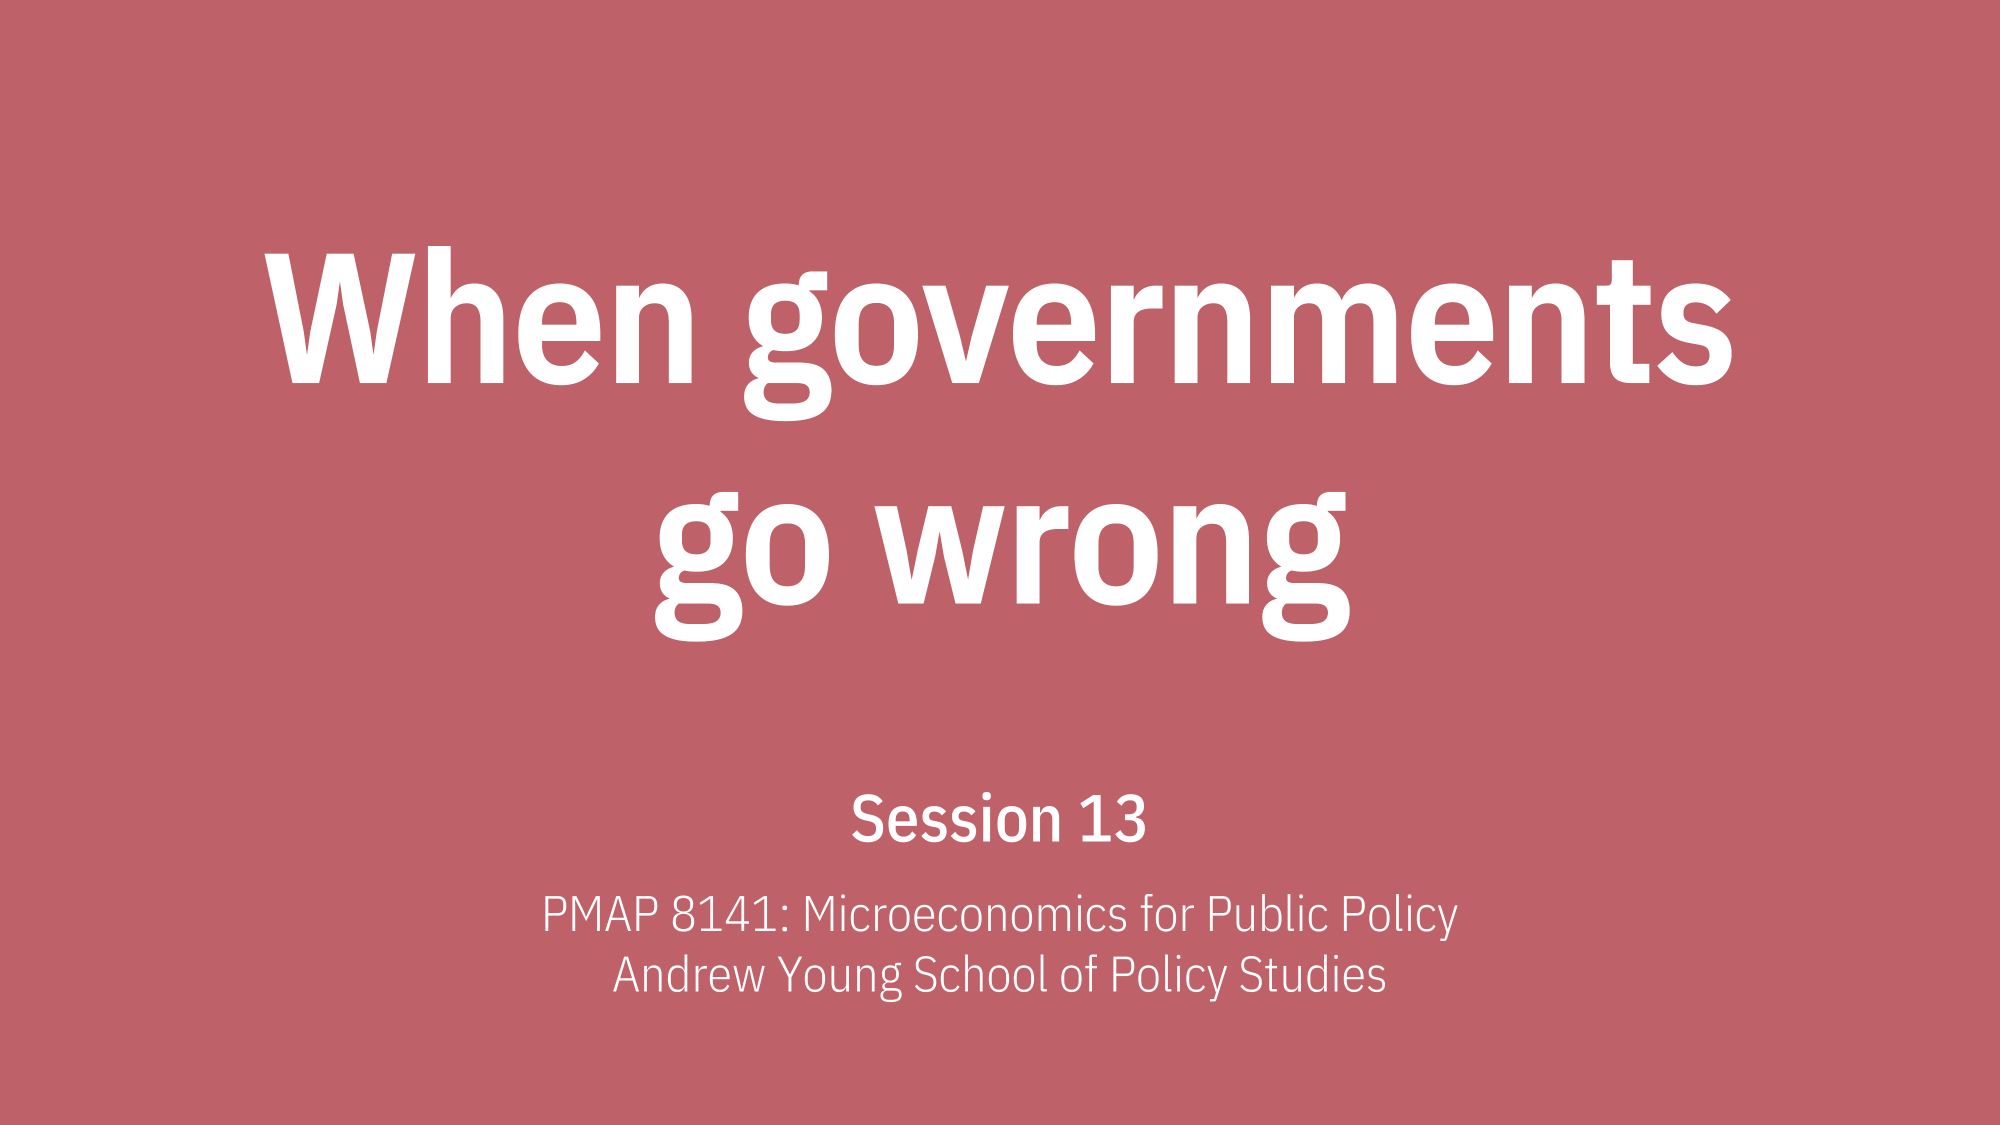 When governments
go wrong
Session 13
PMAP 8141: Microeconomics for Public Policy
Andrew Young School of Policy Studies